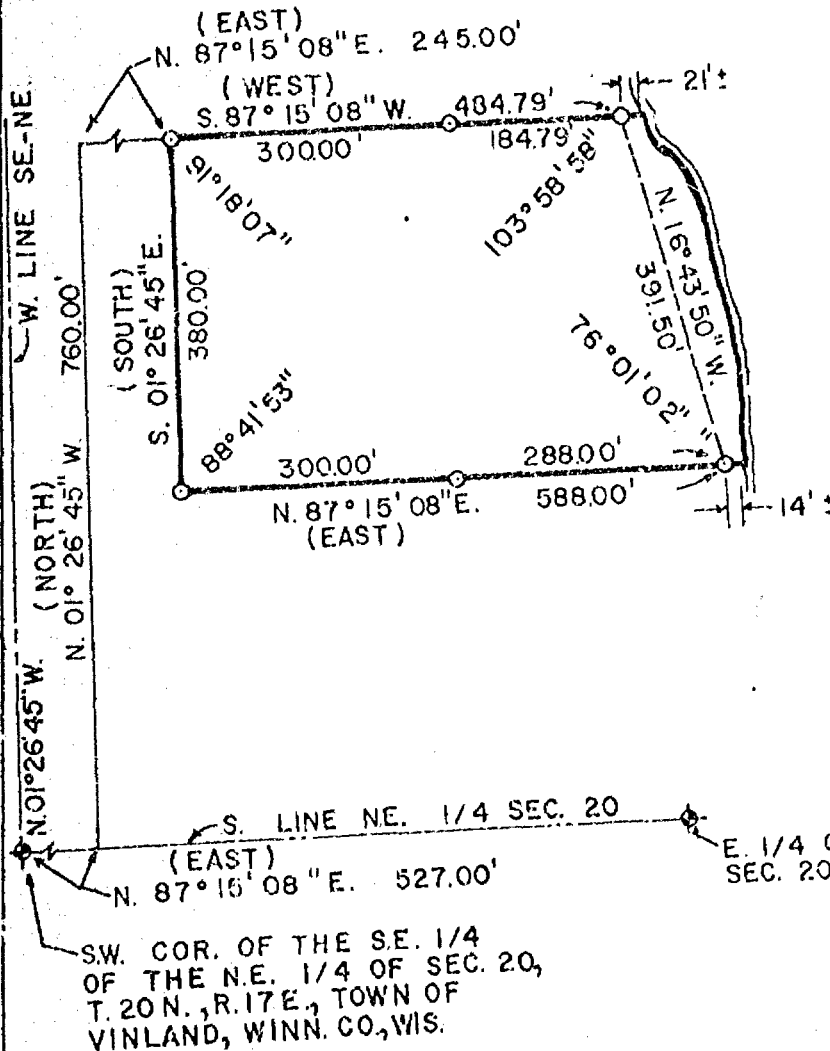 (EAST)
N. 87°15'08"E. 245.00'
(WEST)
S. 87° 15' 08" W. 484.79'
300.00'
184.79'
21'±
W. LINE SE.-NE.
760.00'
(NORTH)
N. 01° 26' 45" W.
N.01°26'45"W.
(SOUTH)
S. 01° 26' 45" E.
380.00'
91°18'07"
103°58'58"
N. 16°43'50" W.
391.50'
76°01'02"
88°41'53"
300.00'
288.00'
N. 87°15'08"E.
588.00'
(EAST)
14' ±
S. LINE N.E. 1/4 SEC. 20
(EAST)
N. 87°15'08"E. 527.00'
E. 1/4
SEC. 20
S.W. COR. OF THE S.E. 1/4
OF THE N.E. 1/4 OF SEC. 20,
T. 20 N., R. 17 E., TOWN OF
VINLAND, WINN. CO., WIS.